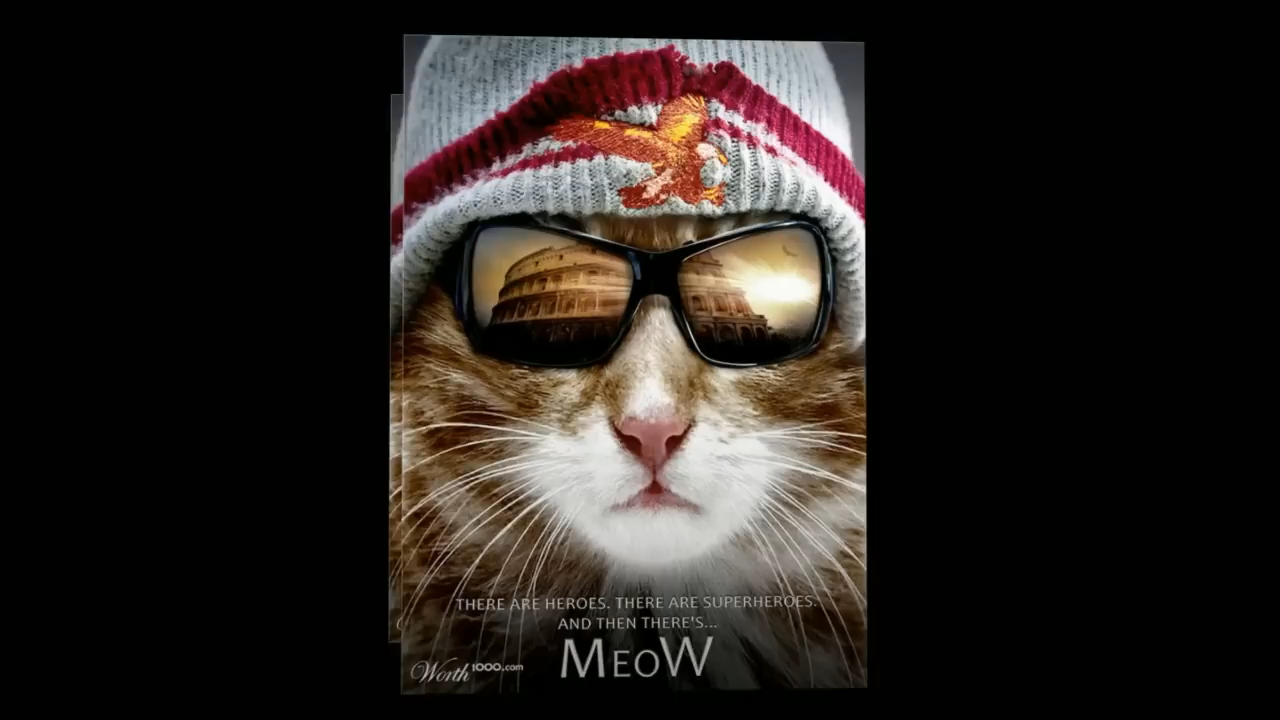 THERE ARE HEROES. THERE ARE SUPERHEROES.
AND THEN THERE'S...
MEOW
Worth1000.com